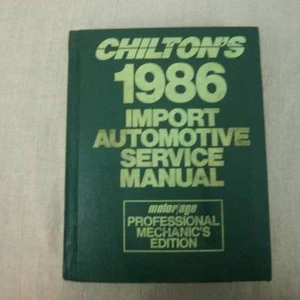 CHILTON'S
1986
IMPORT
AUTOMOTIVE
SERVICE
MANUAL
motor/age
PROFESSIONAL
MECHANIC'S
EDITION